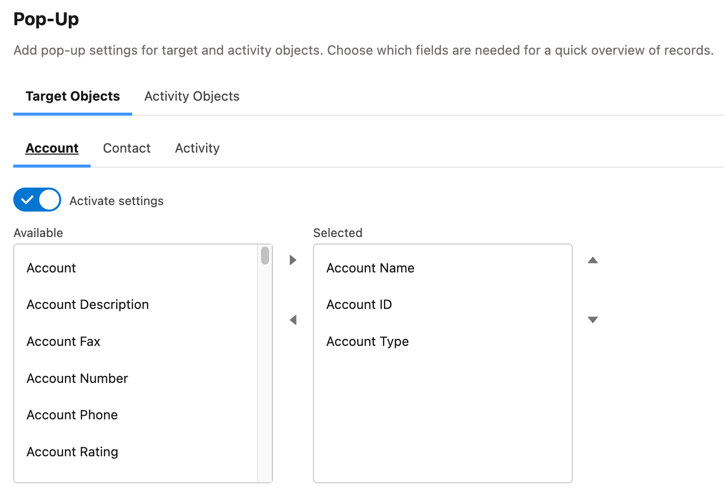 Pop-Up
Add pop-up settings for target and activity objects. Choose which fields are needed for a quick overview of records.
Target Objects Activity Objects
Account Contact Activity
Activate settings
Available Selected
Account Account Name
Account Description Account ID
Account Fax Account Type
Account Number
Account Phone
Account Rating